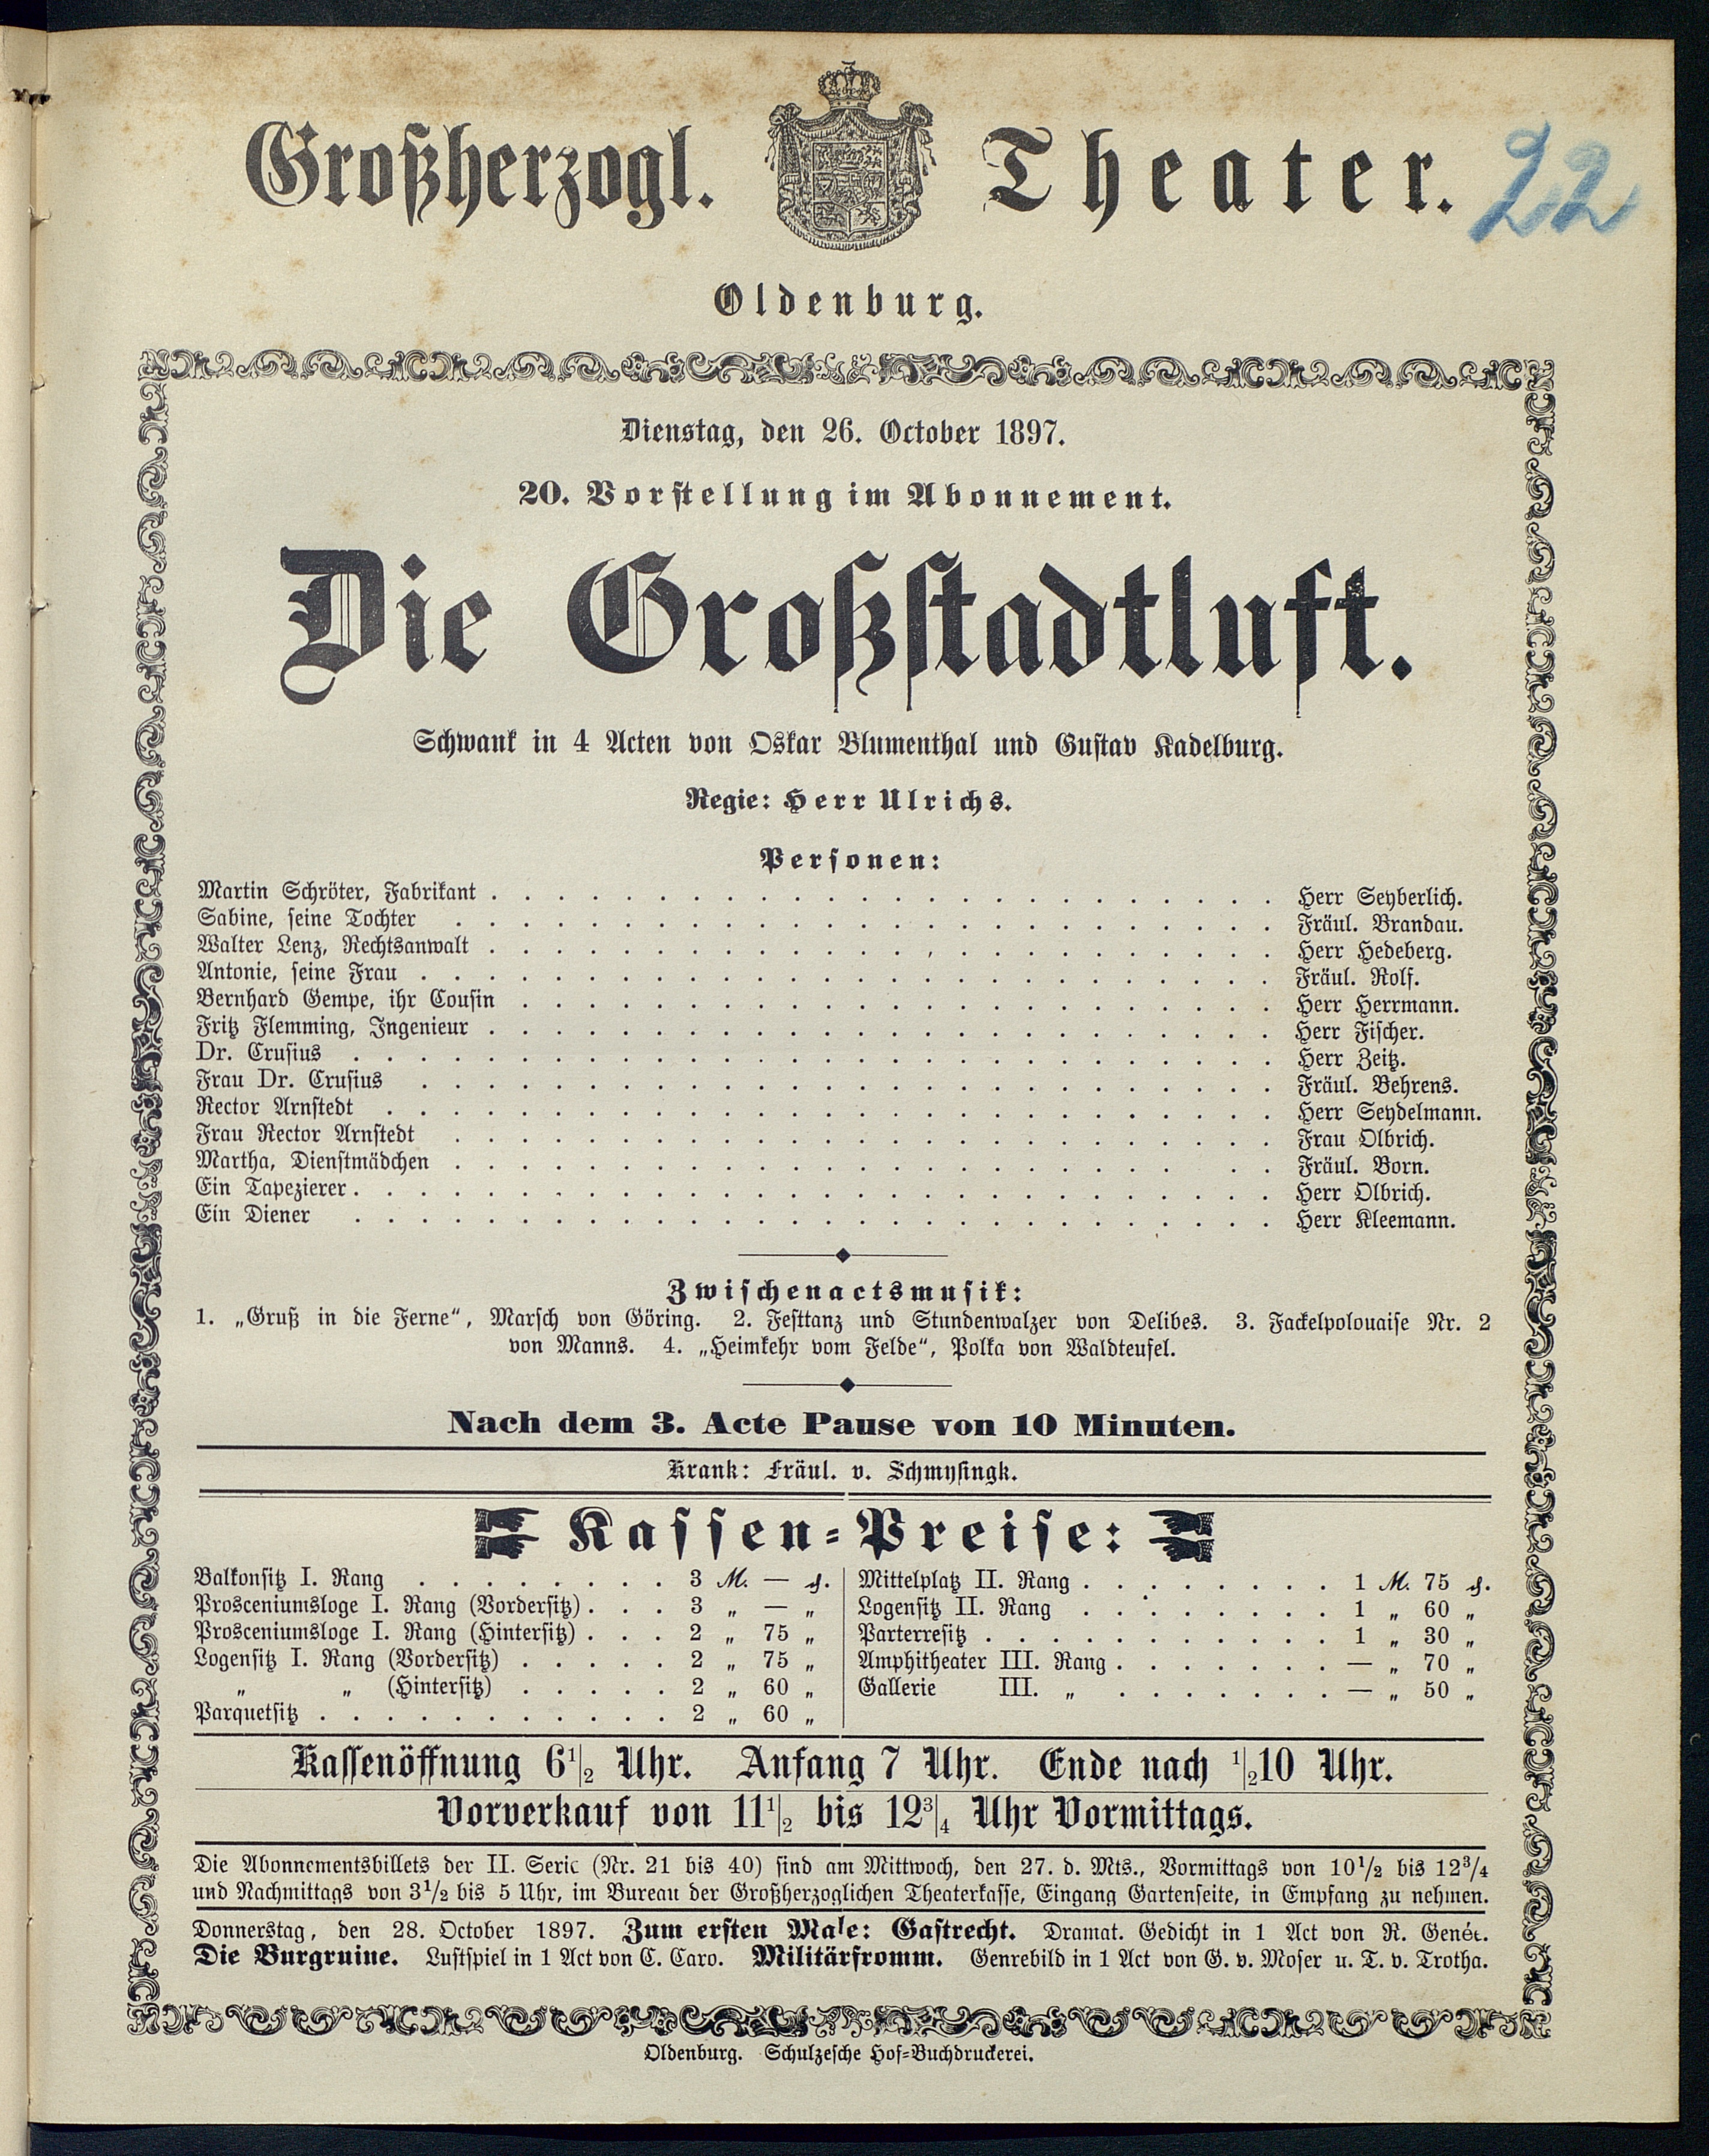 Großherzogl. Theater.
22
Oldenburg.
Dienstag, den 26. October 1897.
20. Vorstellung im Abonnement.
Die Großstadtluft.
Schwank in 4 Acten von Oskar Blumenthal und Gustav Kadelburg.
Regie: Herr Ulrichs.
Personen:
Martin Schröter, Fabrikant . . . . . Herr Seyberlich.
Sabine, seine Tochter . . . . . Fräul. Brandau.
Walter Lenz, Rechtsanwalt . . . . . Herr Hedeberg.
Antonie, seine Frau . . . . . Fräul. Rolf.
Bernhard Gempe, ihr Cousin . . . . . Herr Herrmann.
Fritz Flemming, Ingenieur . . . . . Herr Fischer.
Dr. Crusius . . . . . Herr Zeitz.
Frau Dr. Crusius . . . . . Fräul. Behrens.
Rector Arnstedt . . . . . Herr Seydelmann.
Frau Rector Arnstedt . . . . . Frau Olbrich.
Martha, Dienstmädchen . . . . . Fräul. Born.
Ein Tapezierer . . . . . Herr Olbrich.
Ein Diener . . . . . Herr Kleemann.
Zwischenactsmusik:
1. „Gruß in die Ferne“, Marsch von Göring. 2. Festtanz und Stundenwalzer von Delibes. 3. Fackelpolouaise Nr. 2
von Manns. 4. „Heimkehr vom Felde“, Polka von Waldteufel.
Nach dem 3. Acte Pause von 10 Minuten.
Krank: Fräul. v. Schmysingk.
Kassen-Preise:
Balkonsitz I. Rang . . . . . 3 M. — ₰.
Prosceniumsloge I. Rang (Vordersitz) . . . 3 „ — „
Prosceniumsloge I. Rang (Hintersitz) . . . 2 „ 75 „
Logensitz I. Rang (Vordersitz) . . . . . 2 „ 75 „
„ „ (Hintersitz) . . . . . 2 „ 60 „
Parquetsitz . . . . . 2 „ 60 „
Mittelplatz II. Rang . . . . . 1 M. 75 ₰.
Logensitz II. Rang . . . . . 1 „ 60 „
Parterresitz . . . . . 1 „ 30 „
Amphitheater III. Rang . . . . . — „ 70 „
Gallerie III. „ . . . . . — „ 50 „
Kassenöffnung 6½ Uhr. Anfang 7 Uhr. Ende nach ½10 Uhr.
Vorverkauf von 11½ bis 12¾ Uhr Vormittags.
Die Abonnementsbillets der II. Serie (Nr. 21 bis 40) sind am Mittwoch, den 27. d. Mts., Vormittags von 10½ bis 12¾
und Nachmittags von 3½ bis 5 Uhr, im Bureau der Großherzoglichen Theaterkasse, Eingang Gartenseite, in Empfang zu nehmen.
Donnerstag, den 28. October 1897. Zum ersten Male: Gastrecht. Dramat. Gedicht in 1 Act von R. Genée.
Die Burgruine. Lustspiel in 1 Act von C. Caro. Militärfromm. Genrebild in 1 Act von G. v. Moser u. T. v. Trotha.
Oldenburg. Schulzesche Hof-Buchdruckerei.